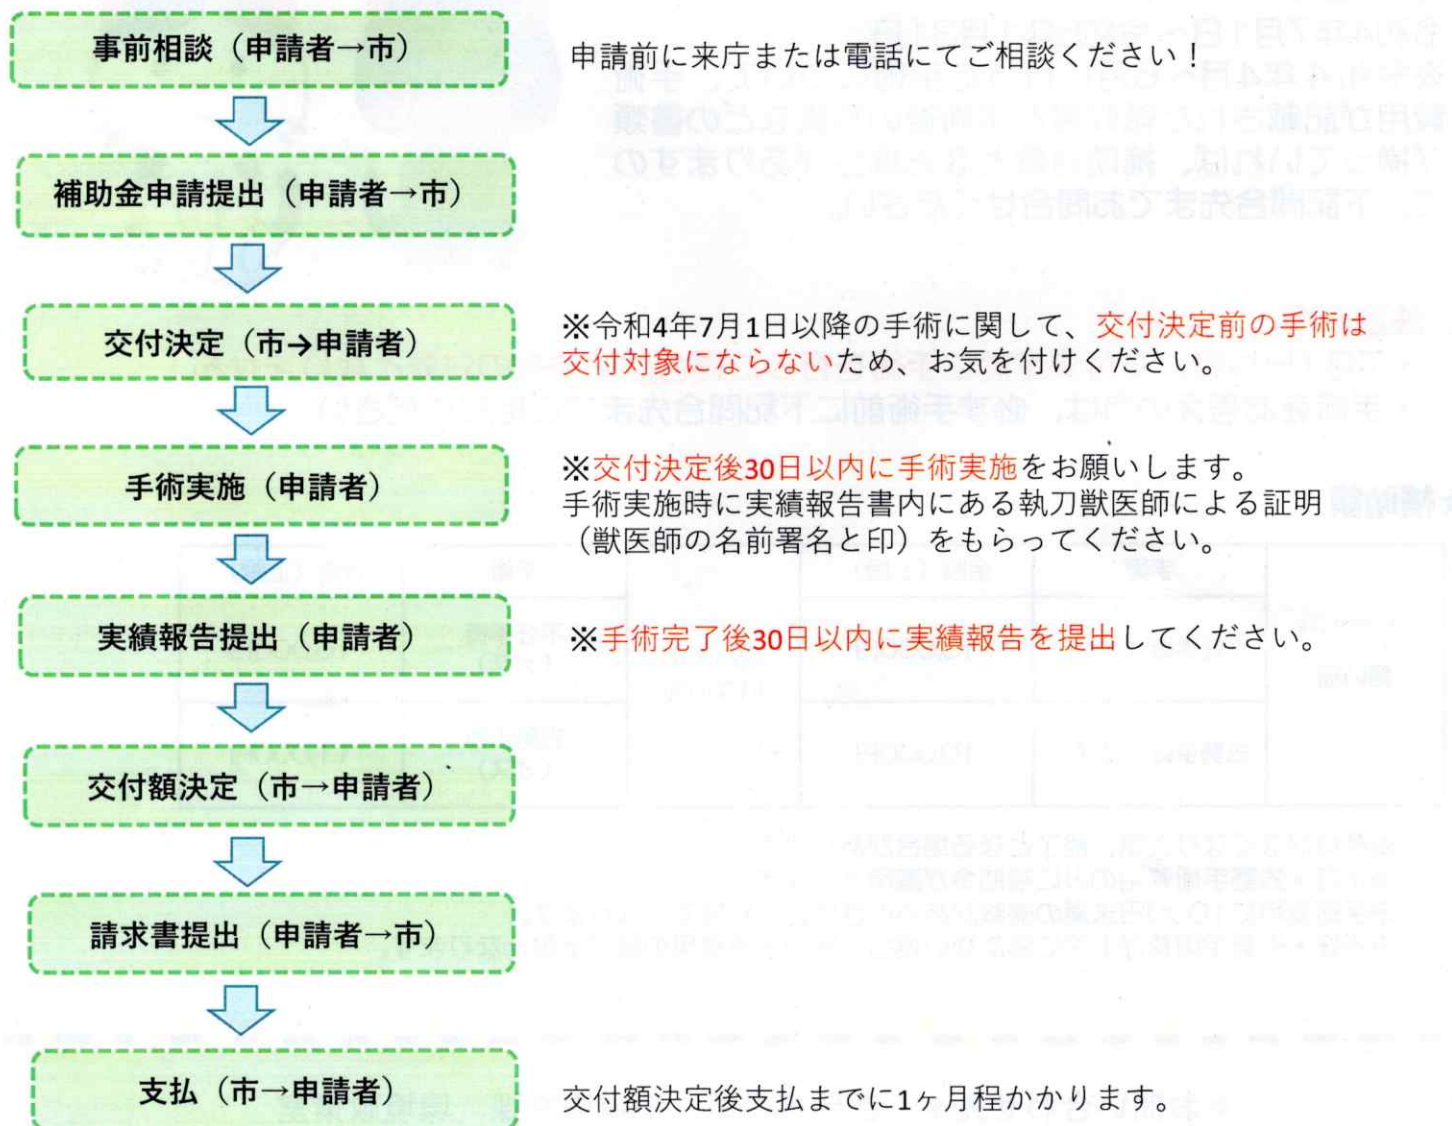 事前相談（申請者→市）
申請前に来庁または電話にてご相談ください！
補助金申請提出（申請者→市）
交付決定（市→申請者）
※令和4年7月1日以降の手術に関して、交付決定前の手術は
交付対象にならないため、お気を付けください。
手術実施（申請者）
※交付決定後30日以内に手術実施をお願いします。
手術実施時に実績報告書内にある執刀獣医師による証明
（獣医師の名前署名と印）をもらってください。
実績報告提出（申請者）
※手術完了後30日以内に実績報告を提出してください。
交付額決定（市→申請者）
請求書提出（申請者→市）
支払（市→申請者）
交付額決定後支払までに1ヶ月程かかります。